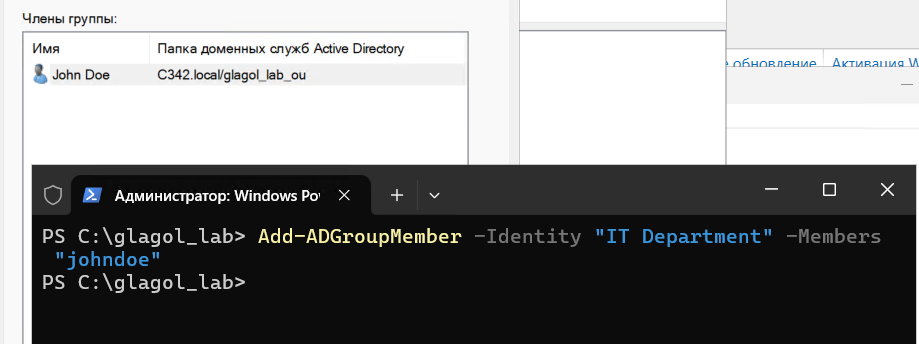 Члены группы:
Имя Папка доменных служб Active Directory
John Doe C342.local/glagol_lab_ou
обновление Активация W
Администратор: Windows Po
PS C:\glagol_lab> Add-ADGroupMember -Identity "IT Department" -Members
"johndoe"
PS C:\glagol_lab>